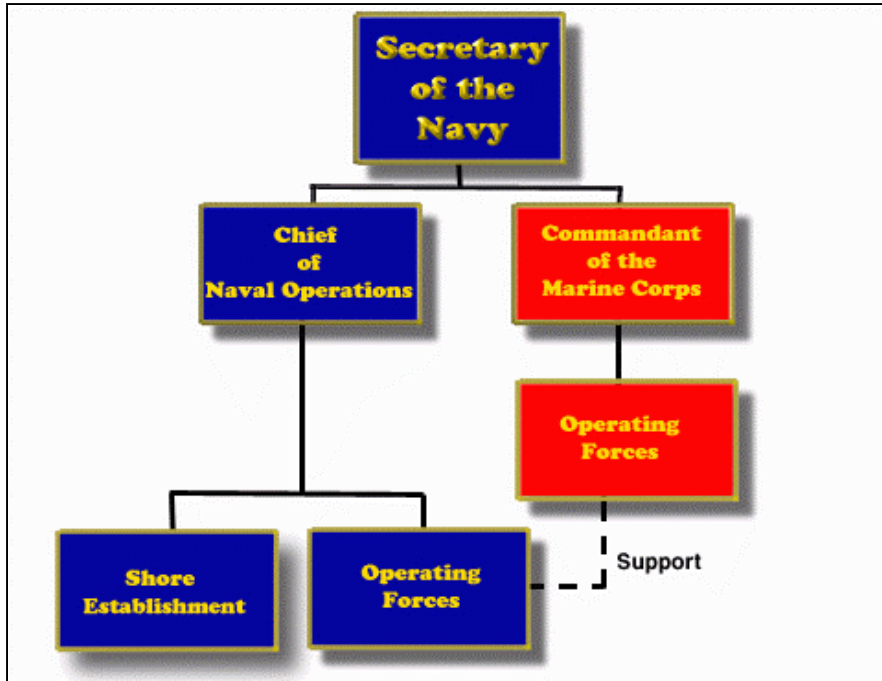 Secretary
of the
Navy
Chief
of
Naval Operations
Commandant
of the
Marine Corps
Operating
Forces
Shore
Establishment
Operating
Forces
Support